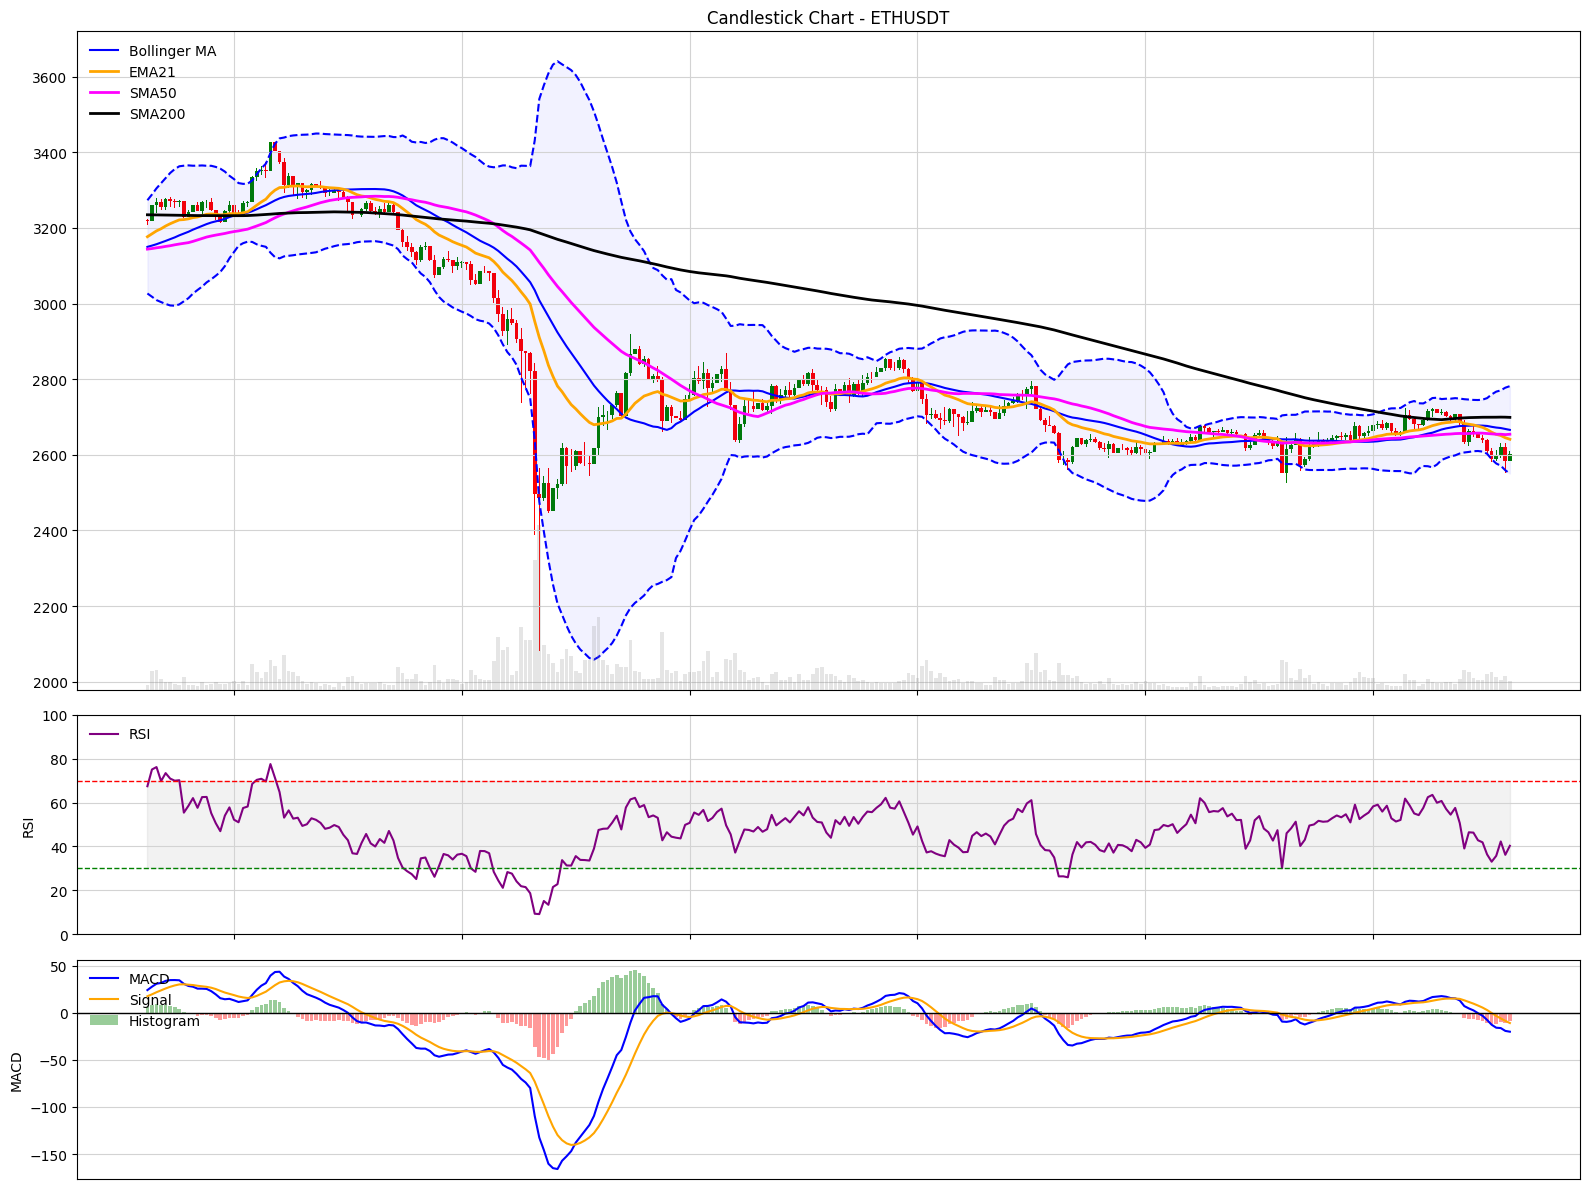 Candlestick Chart - ETHUSDT
Bollinger MA
EMA21
SMA50
SMA200
3600
3400
3200
3000
2800
2600
2400
2200
2000
RSI
100
80
60
40
20
0
RSI
MACD
Signal
Histogram
50
0
−50
−100
−150
MACD